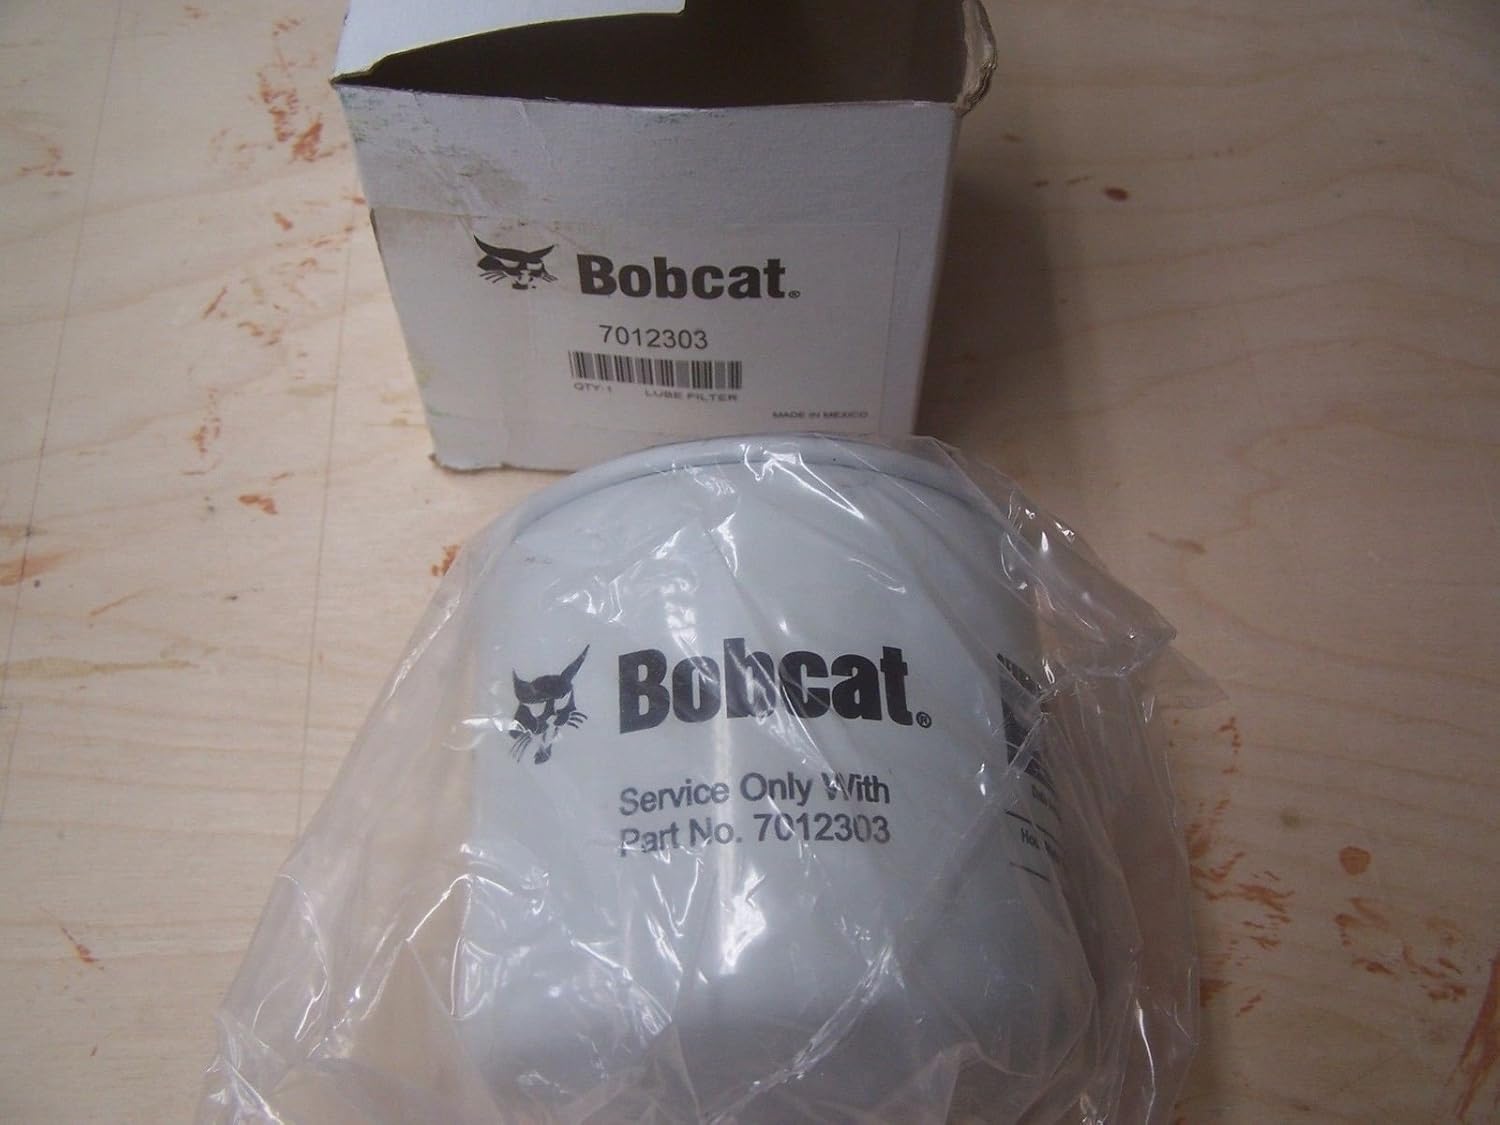 Bobcat®
7012303
QTY: 1 LUBE FILTER
MADE IN MEXICO
Bobcat®
Service Only With
Part No. 7012303